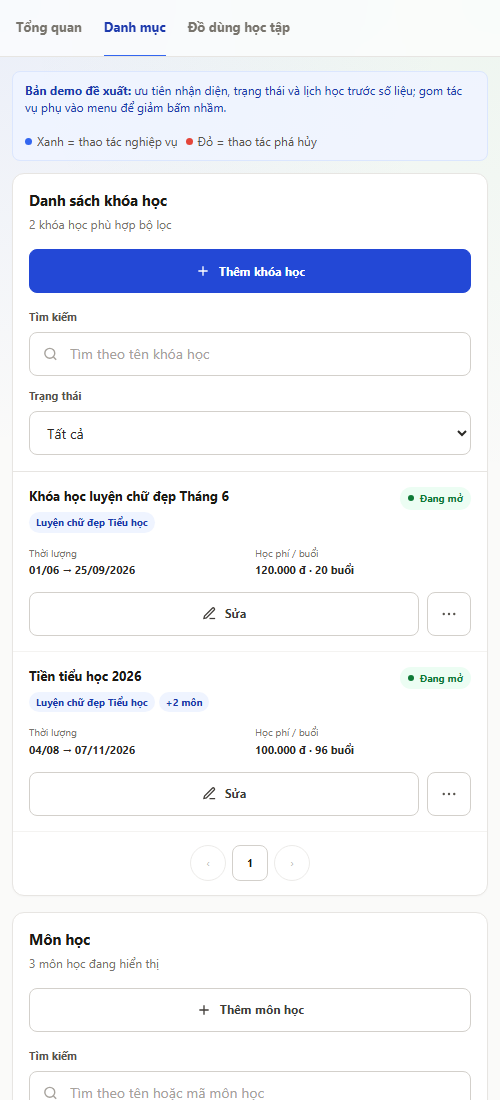 Tổng quan Danh mục Đồ dùng học tập
Bản demo đề xuất: ưu tiên nhận diện, trạng thái và lịch học trước số liệu; gom tác
vụ phụ vào menu để giảm bấm nhầm.
Xanh = thao tác nghiệp vụ Đỏ = thao tác phá hủy
Danh sách khóa học
2 khóa học phù hợp bộ lọc
+ Thêm khóa học
Tìm kiếm
Tìm theo tên khóa học
Trạng thái
Tất cả
Khóa học luyện chữ đẹp Tháng 6 Đang mở
Luyện chữ đẹp Tiểu học
Thời lượng Học phí / buổi
01/06 → 25/09/2026 120.000 đ · 20 buổi
Sửa ...
Tiền tiểu học 2026 Đang mở
Luyện chữ đẹp Tiểu học +2 môn
Thời lượng Học phí / buổi
04/08 → 07/11/2026 100.000 đ · 96 buổi
Sửa ...
‹ 1 ›
Môn học
3 môn học đang hiển thị
+ Thêm môn học
Tìm kiếm
Tìm theo tên hoặc mã môn học